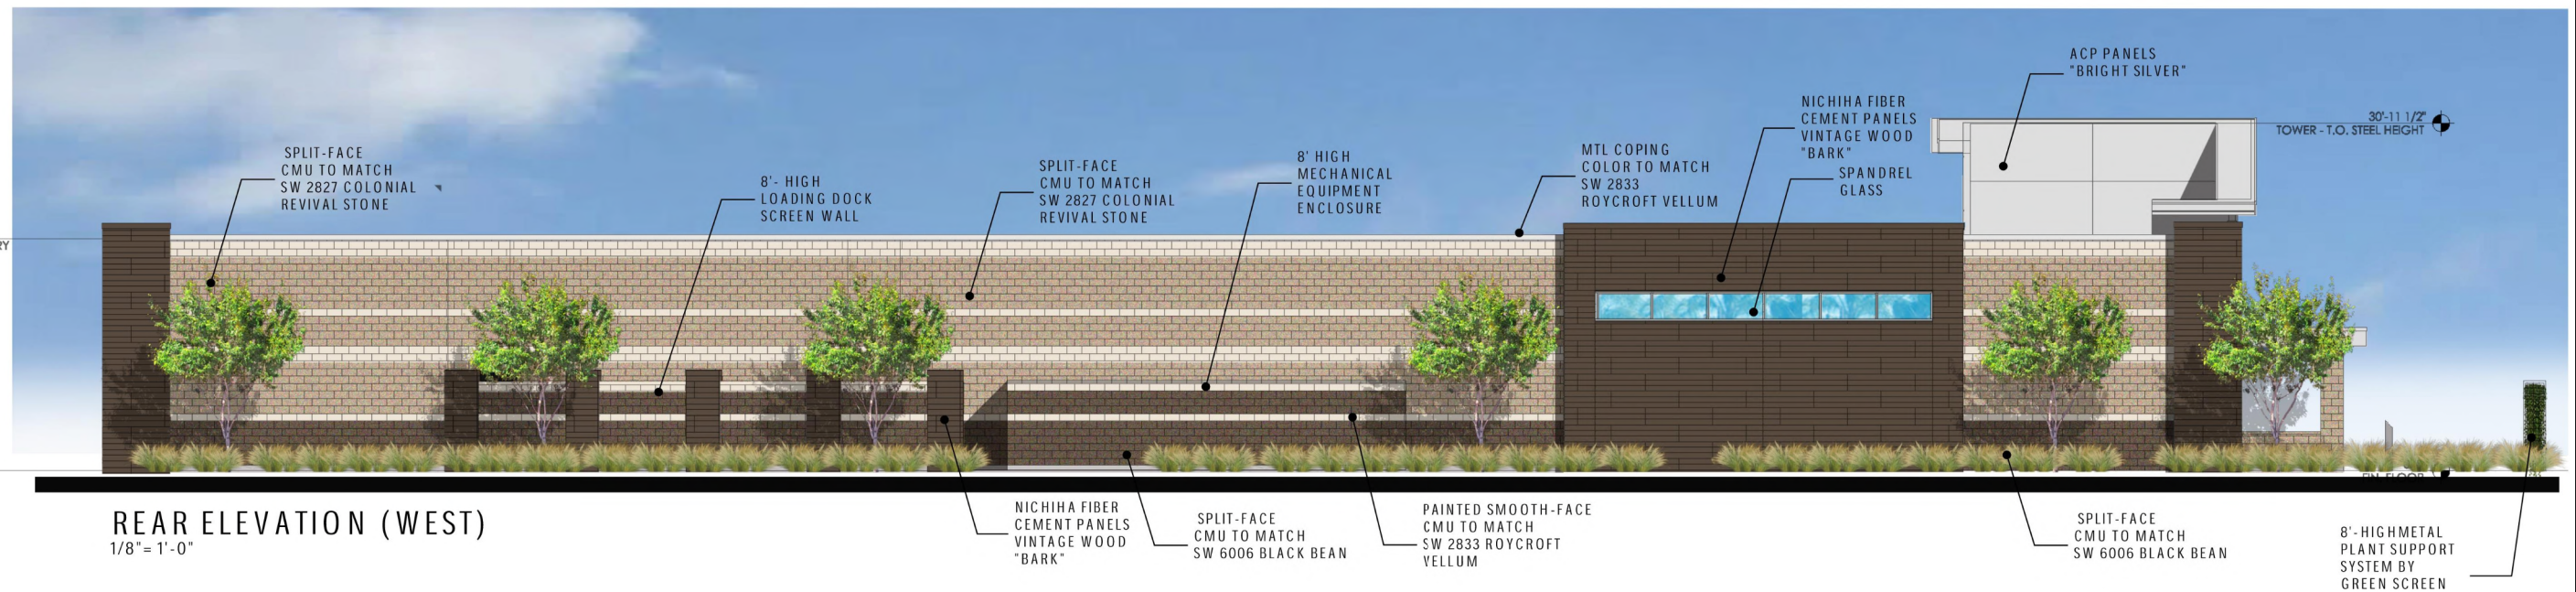 ACP PANELS
"BRIGHT SILVER"
NICHIHA FIBER
CEMENT PANELS
VINTAGE WOOD
"BARK"
30'-11 1/2"
TOWER - T.O. STEEL HEIGHT
SPLIT-FACE
CMU TO MATCH
SW 2827 COLONIAL
REVIVAL STONE
8'- HIGH
LOADING DOCK
SCREEN WALL
SPLIT-FACE
CMU TO MATCH
SW 2827 COLONIAL
REVIVAL STONE
8' HIGH
MECHANICAL
EQUIPMENT
ENCLOSURE
MTL COPING
COLOR TO MATCH
SW 2833
ROYCROFT VELLUM
SPANDREL
GLASS
RY
FIN. FLOOR
REAR ELEVATION (WEST)
1/8"= 1'-0"
NICHIHA FIBER
CEMENT PANELS
VINTAGE WOOD
"BARK"
SPLIT-FACE
CMU TO MATCH
SW 6006 BLACK BEAN
PAINTED SMOOTH-FACE
CMU TO MATCH
SW 2833 ROYCROFT
VELLUM
SPLIT-FACE
CMU TO MATCH
SW 6006 BLACK BEAN
8'-HIGHMETAL
PLANT SUPPORT
SYSTEM BY
GREEN SCREEN